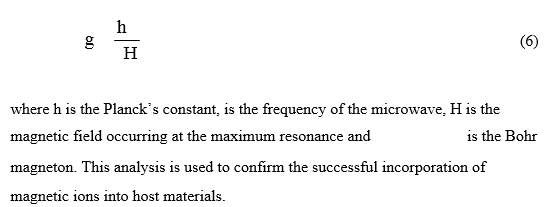 h
g
H
(6)
where h is the Planck's constant, is the frequency of the microwave, H is the
magnetic field occurring at the maximum resonance and is the Bohr
magneton. This analysis is used to confirm the successful incorporation of
magnetic ions into host materials.